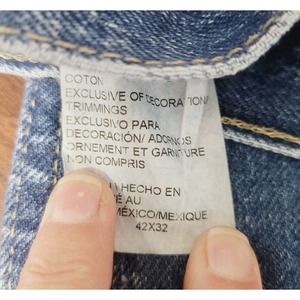 COTON
EXCLUSIVE OF DECORATION
TRIMMINGS
EXCLUSIVO PARA
DECORACIÓN/ ADORNOS
ORNEMENT ET GARNITURE
NON COMPRIS
HECHO EN
AU
MÉXICO/MEXIQUE
42X32